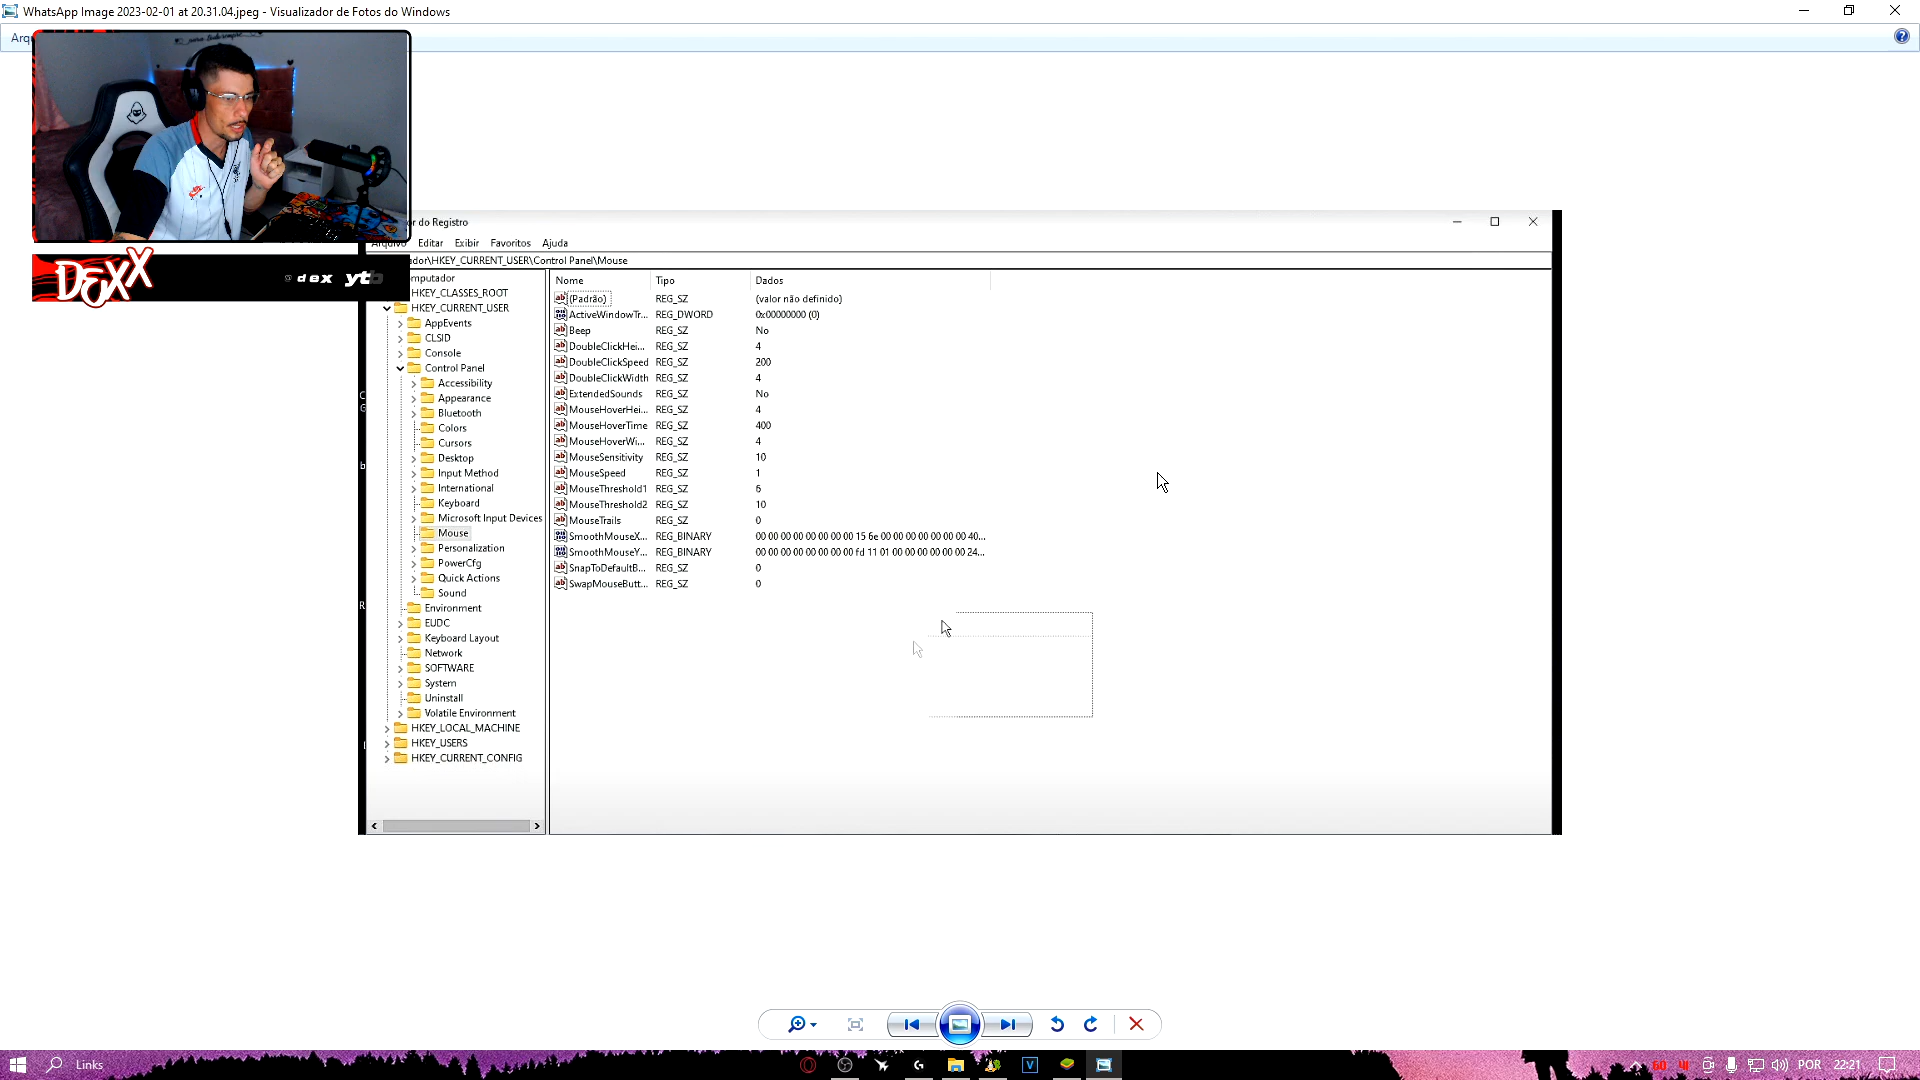 WhatsApp Image 2023-02-01 at 20.31.04.jpeg - Visualizador de Fotos do Windows
DEXX
@dex ytb
do Registro
Arquivo Editar Exibir Favoritos Ajuda
ador\HKEY_CURRENT_USER\Control Panel\Mouse
mputador
HKEY_CLASSES_ROOT
HKEY_CURRENT_USER
AppEvents
CLSID
Console
Control Panel
Accessibility
Appearance
Bluetooth
Colors
Cursors
Desktop
Input Method
International
Keyboard
Microsoft Input Devices
Mouse
Personalization
PowerCfg
Quick Actions
Sound
Environment
EUDC
Keyboard Layout
Network
SOFTWARE
System
Uninstall
Volatile Environment
HKEY_LOCAL_MACHINE
HKEY_USERS
HKEY_CURRENT_CONFIG
Nome Tipo Dados
(Padrão) REG_SZ (valor não definido)
ActiveWindowTr... REG_DWORD 0x00000000 (0)
Beep REG_SZ No
DoubleClickHei... REG_SZ 4
DoubleClickSpeed REG_SZ 200
DoubleClickWidth REG_SZ 4
ExtendedSounds REG_SZ No
MouseHoverHei... REG_SZ 4
MouseHoverTime REG_SZ 400
MouseHoverWi... REG_SZ 4
MouseSensitivity REG_SZ 10
MouseSpeed REG_SZ 1
MouseThreshold1 REG_SZ 6
MouseThreshold2 REG_SZ 10
MouseTrails REG_SZ 0
SmoothMouseX... REG_BINARY 00 00 00 00 00 00 00 00 15 6e 00 00 00 00 00 00 40...
SmoothMouseY... REG_BINARY 00 00 00 00 00 00 00 00 fd 11 01 00 00 00 00 00 24...
SnapToDefaultB... REG_SZ 0
SwapMouseButt... REG_SZ 0
Links
POR 22:21